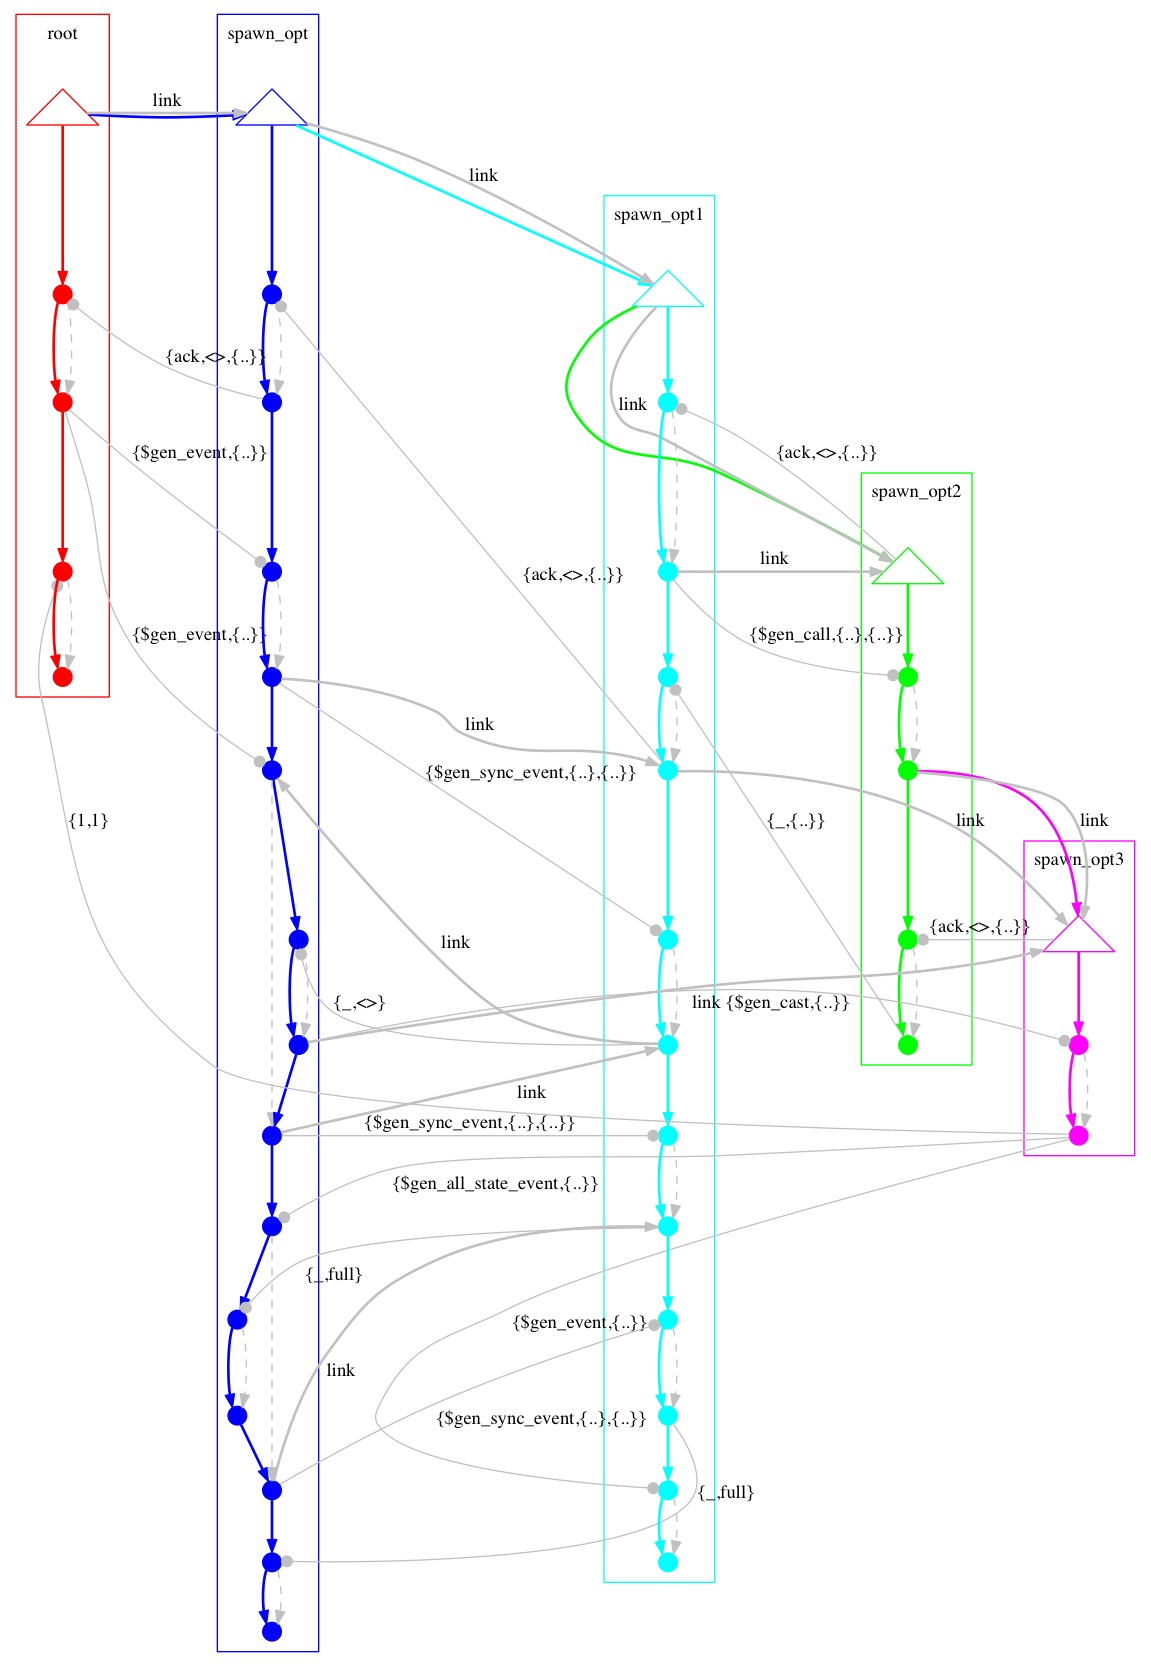 root
spawn_opt
link
link
spawn_opt1
{ack,<>,{..}}
link
{$gen_event,{..}}
{ack,<>,{..}}
spawn_opt2
link
{ack,<>,{..}}
{$gen_event,{..}}
{$gen_call,{..},{..}}
link
{$gen_sync_event,{..},{..}}
{1,1}
{_,{..}}
link
link
spawn_opt3
{ack,<>,{..}}
link
{_,<>}
link
{$gen_cast,{..}}
link
{$gen_sync_event,{..},{..}}
{$gen_all_state_event,{..}}
{_,full}
{$gen_event,{..}}
link
{$gen_sync_event,{..},{..}}
{_,full}